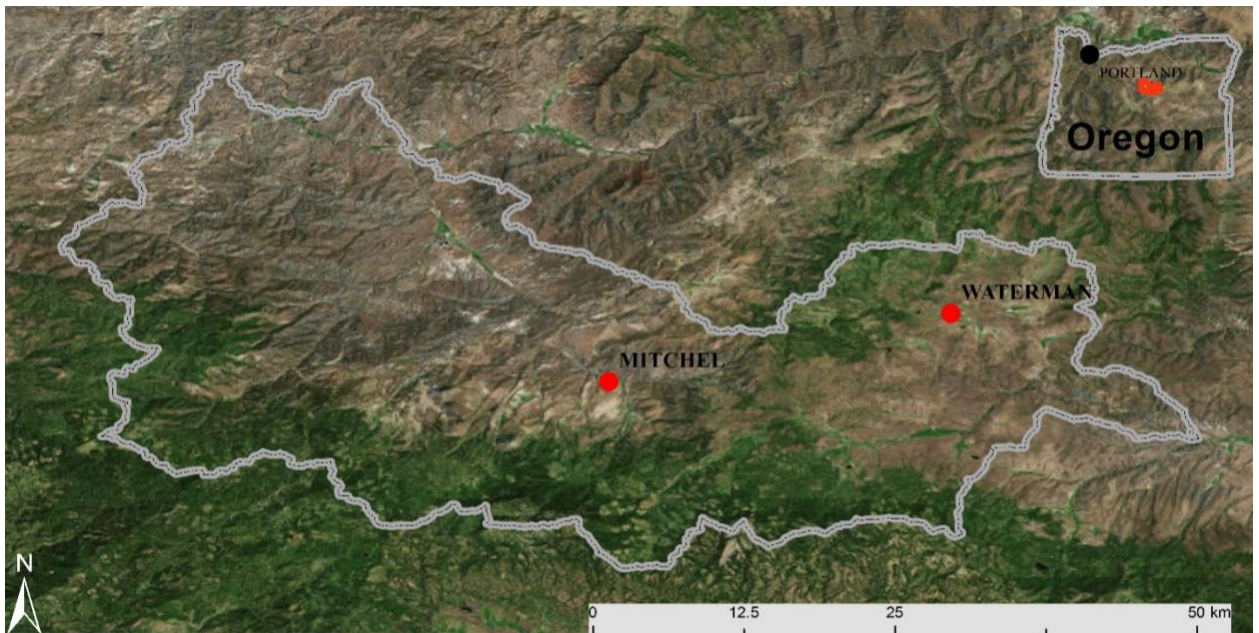 PORTLAND
Oregon
WATERMAN
MITCHEL
N
0 12.5 25 50 km